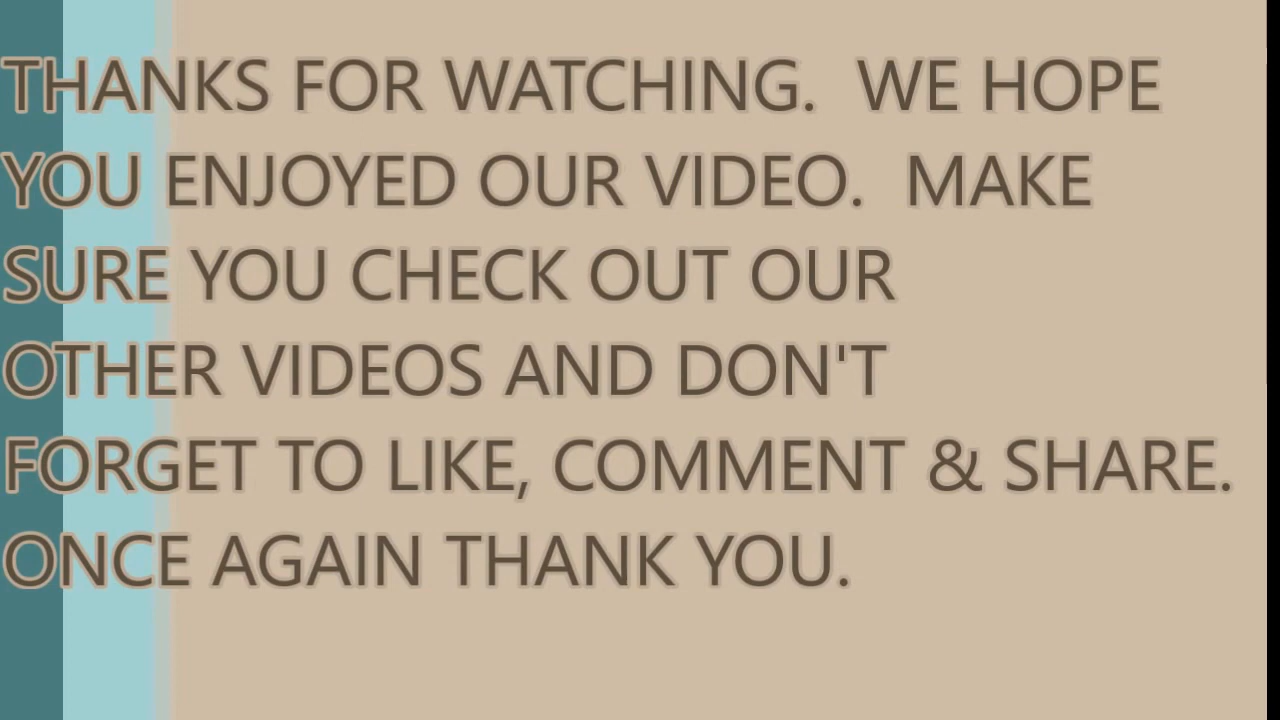 THANKS FOR WATCHING.  WE HOPE
YOU ENJOYED OUR VIDEO.  MAKE
SURE YOU CHECK OUT OUR
OTHER VIDEOS AND DON'T
FORGET TO LIKE, COMMENT & SHARE.
ONCE AGAIN THANK YOU.